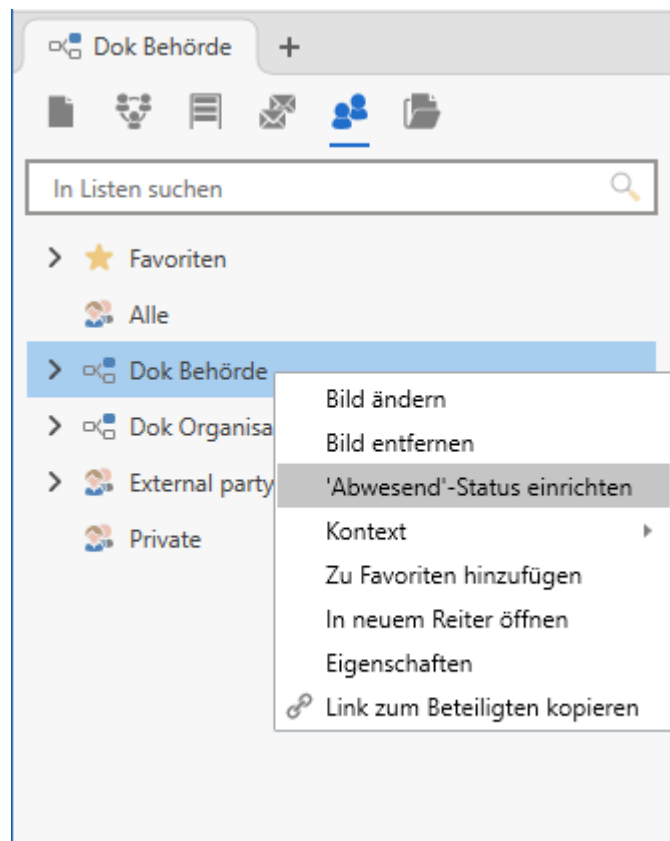 Dok Behörde
In Listen suchen
Favoriten
Alle
Dok Behörde
Dok Organisa
External party
Private
Bild ändern
Bild entfernen
'Abwesend'-Status einrichten
Kontext
Zu Favoriten hinzufügen
In neuem Reiter öffnen
Eigenschaften
Link zum Beteiligten kopieren